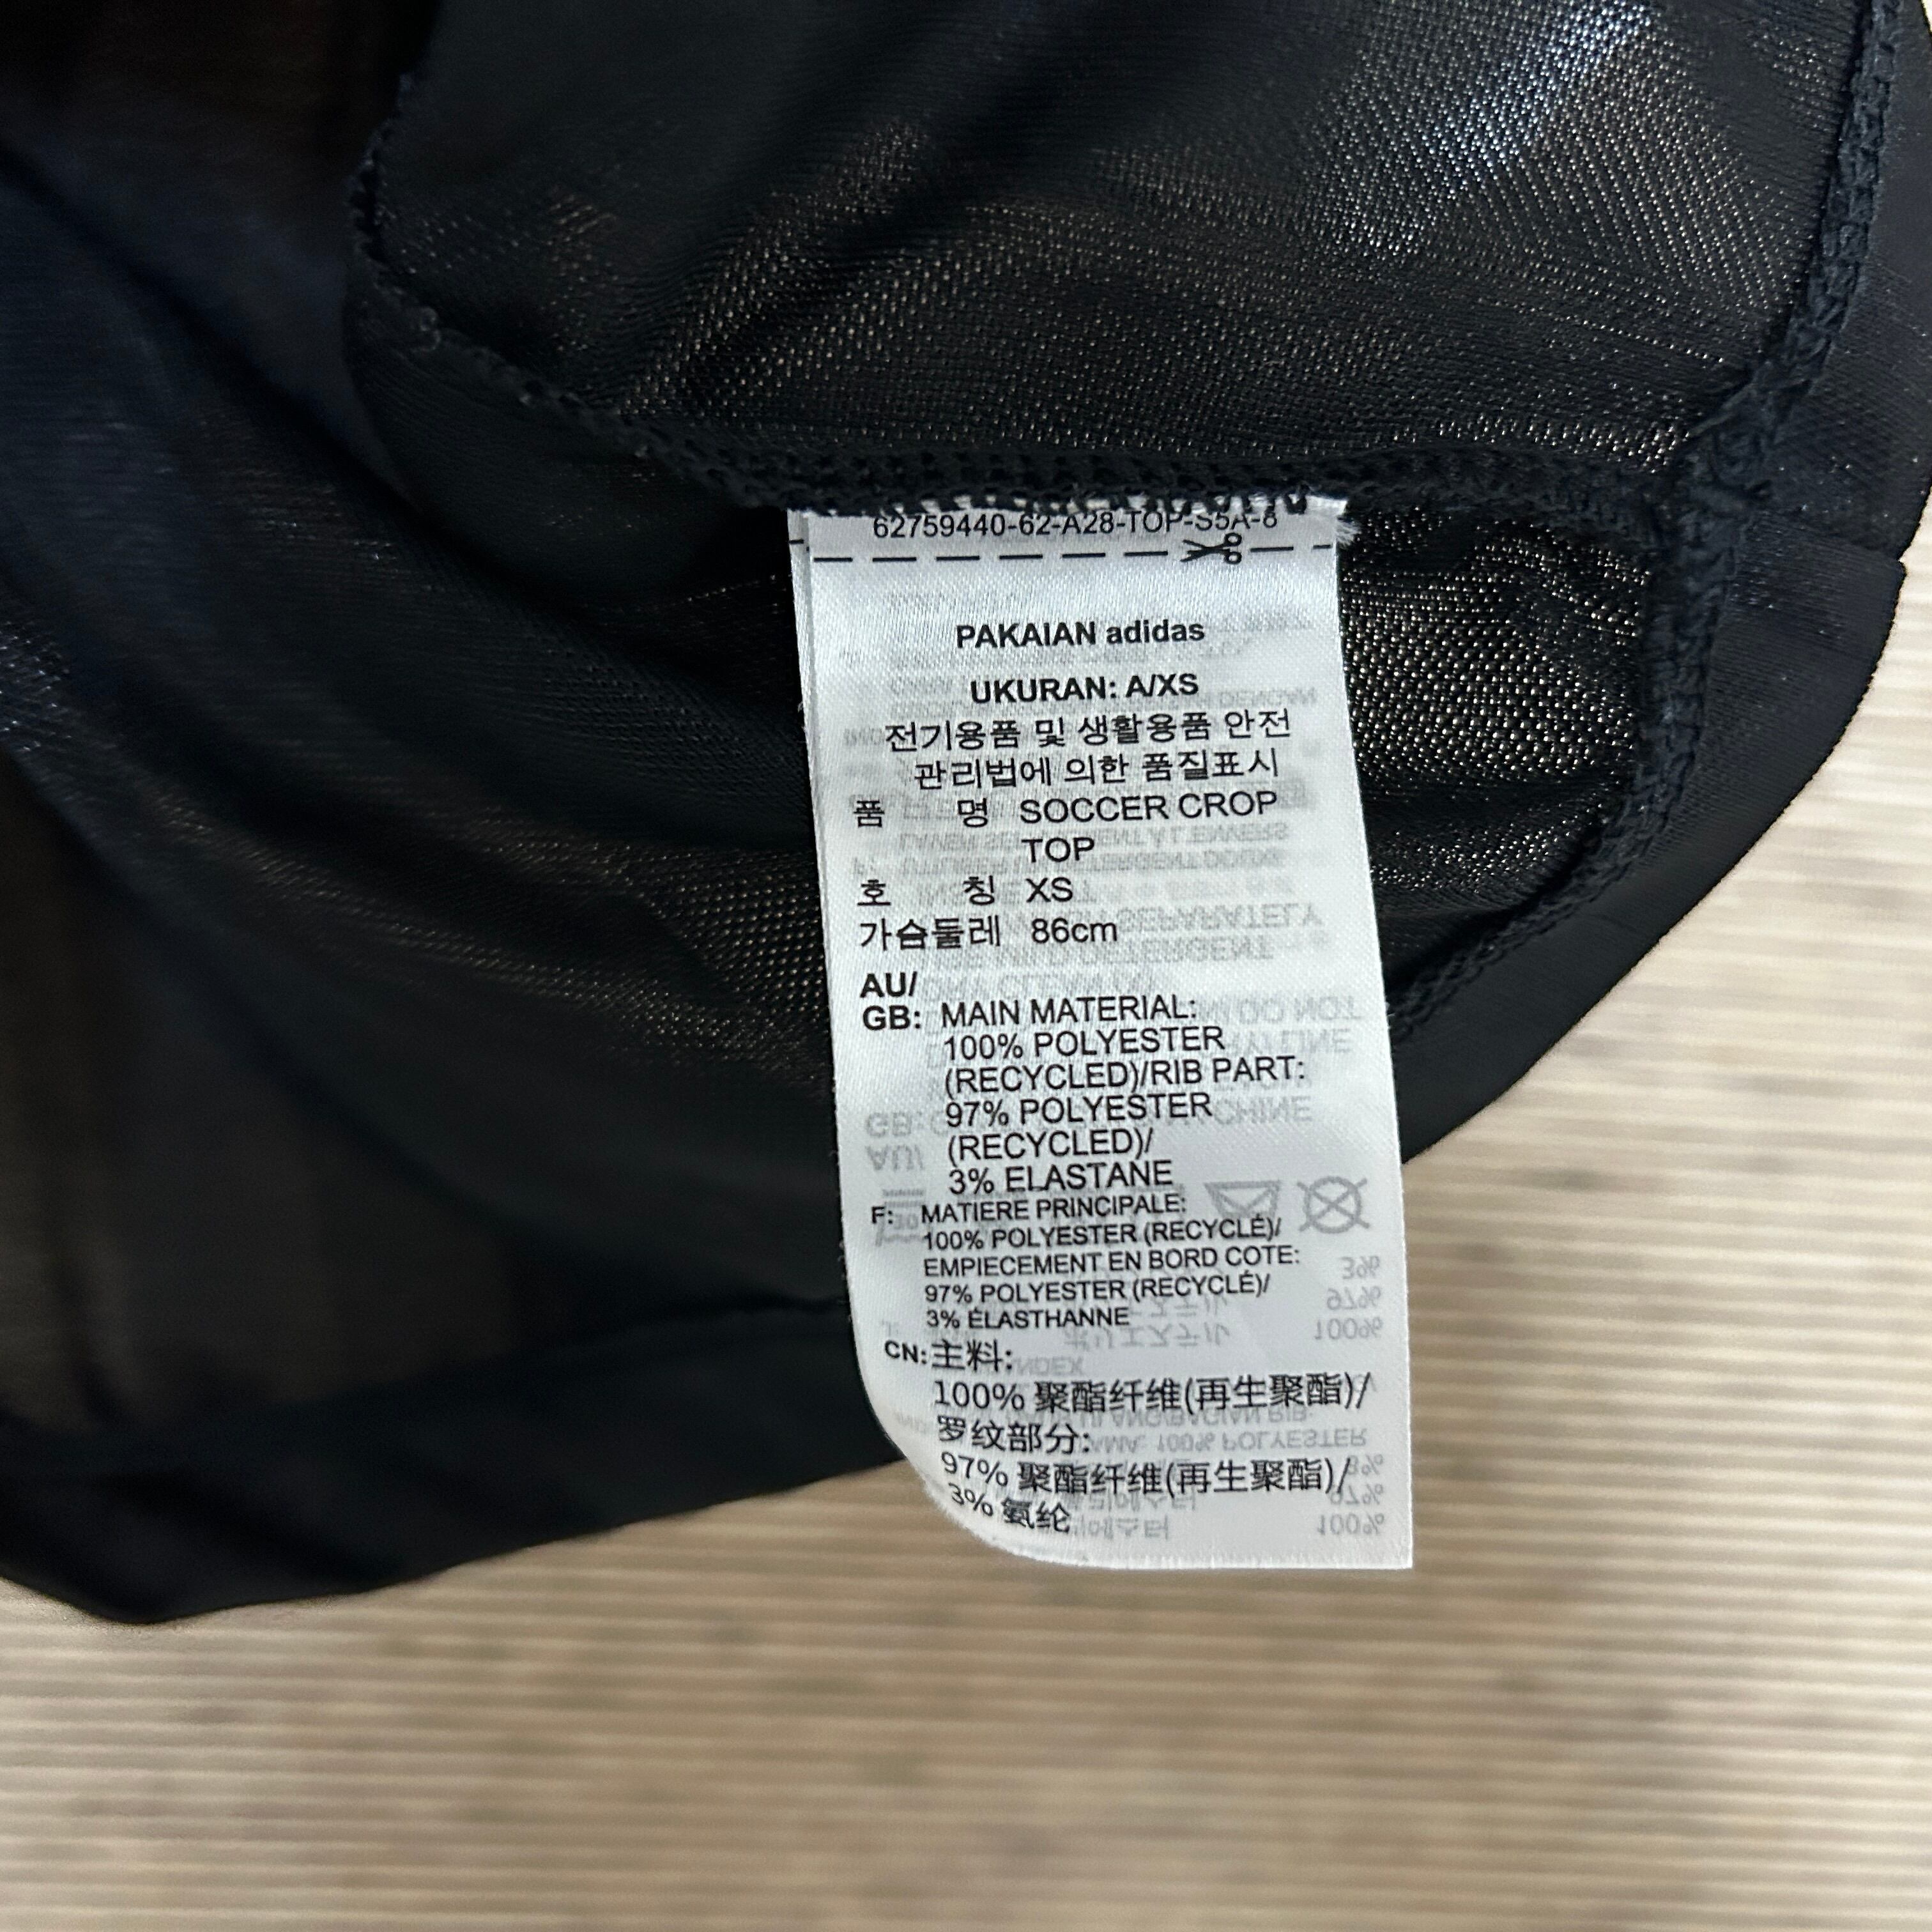 62759440-62-A28-TOP-S5A-8
PAKAIAN adidas
UKURAN: A/XS
전기용품 및 생활용품 안전
관리법에 의한 품질표시
품 명 SOCCER CROP
TOP
호 칭 XS
가슴둘레 86cm
AU/
GB: MAIN MATERIAL:
100% POLYESTER
(RECYCLED)/RIB PART:
97% POLYESTER
(RECYCLED)/
3% ELASTANE
F: MATIERE PRINCIPALE:
100% POLYESTER (RECYCLÉ)/
EMPIECEMENT EN BORD COTE:
97% POLYESTER (RECYCLÉ)/
3% ÉLASTHANNE
CN: 主料:
100% 聚酯纤维(再生聚酯)/
罗纹部分:
97% 聚酯纤维(再生聚酯)/
3% 氨纶